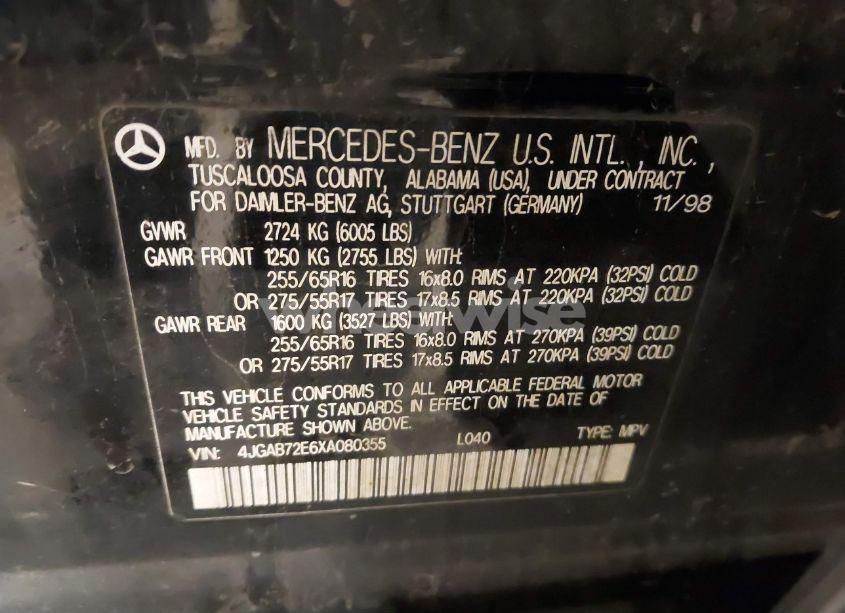 MFD. BY MERCEDES-BENZ U.S. INTL., INC.,
TUSCALOOSA COUNTY, ALABAMA (USA), UNDER CONTRACT
FOR DAIMLER-BENZ AG, STUTTGART (GERMANY) 11/98
GVWR 2724 KG (6005 LBS)
GAWR FRONT 1250 KG (2755 LBS) WITH:
255/65R16 TIRES 16x8.0 RIMS AT 220KPA (32PSI) COLD
OR 275/55R17 TIRES 17x8.5 RIMS AT 220KPA (32PSI) COLD
GAWR REAR 1600 KG (3527 LBS) WITH:
255/65R16 TIRES 16x8.0 RIMS AT 270KPA (39PSI) COLD
OR 275/55R17 TIRES 17x8.5 RIMS AT 270KPA (39PSI) COLD
THIS VEHICLE CONFORMS TO ALL APPLICABLE FEDERAL MOTOR
VEHICLE SAFETY STANDARDS IN EFFECT ON THE DATE OF
MANUFACTURE SHOWN ABOVE.
VIN: 4JGAB72E6XA080355 L040 TYPE: MPV